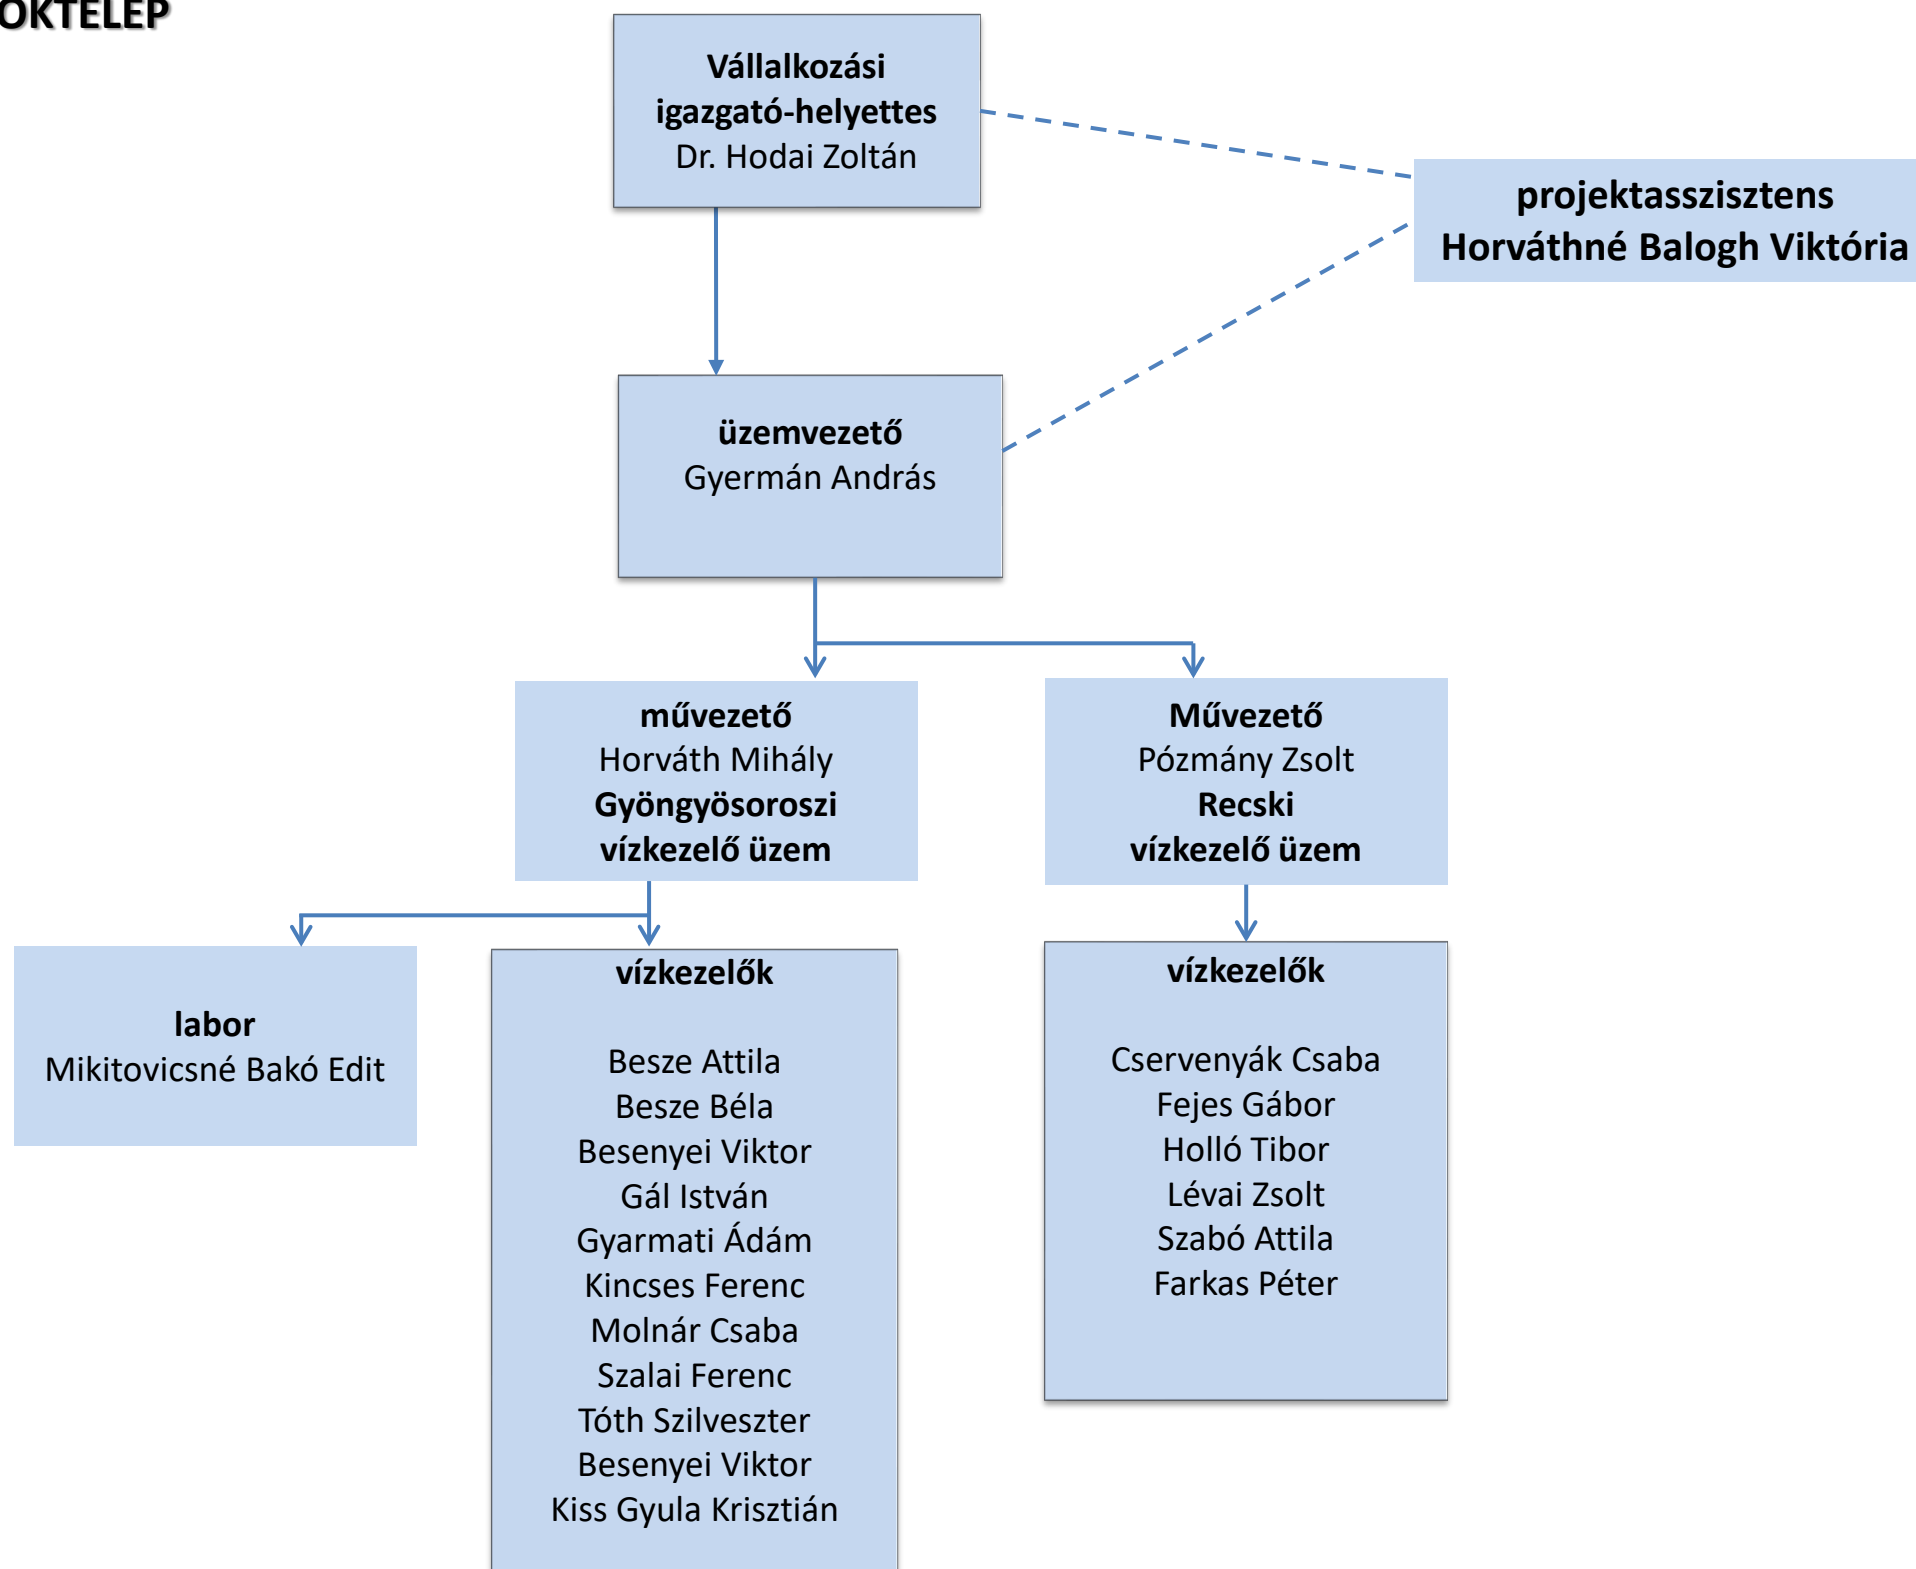 OKTELEP
Vállalkozási
igazgató-helyettes
Dr. Hodai Zoltán
projektasszisztens
Horváthné Balogh Viktória
üzemvezető
Gyermán András
művezető
Horváth Mihály
Gyöngyösoroszi
vízkezelő üzem
Művezető
Pózmány Zsolt
Recski
vízkezelő üzem
labor
Mikitovicsné Bakó Edit
vízkezelők
Besze Attila
Besze Béla
Besenyei Viktor
Gál István
Gyarmati Ádám
Kincses Ferenc
Molnár Csaba
Szalai Ferenc
Tóth Szilveszter
Besenyei Viktor
Kiss Gyula Krisztián
vízkezelők
Cservenyák Csaba
Fejes Gábor
Holló Tibor
Lévai Zsolt
Szabó Attila
Farkas Péter